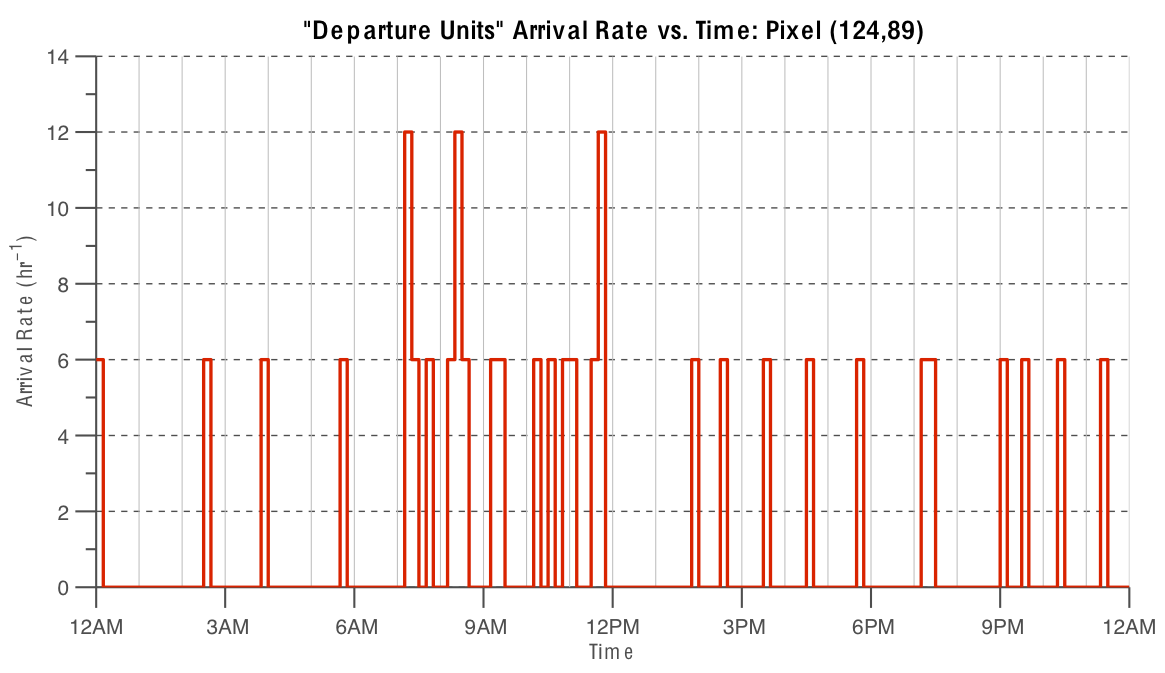 "Departure Units" Arrival Rate vs. Time: Pixel (124,89)
14
12
10
8
6
4
2
0
Arrival Rate (hr⁻¹)
12AM 3AM 6AM 9AM 12PM 3PM 6PM 9PM 12AM
Time